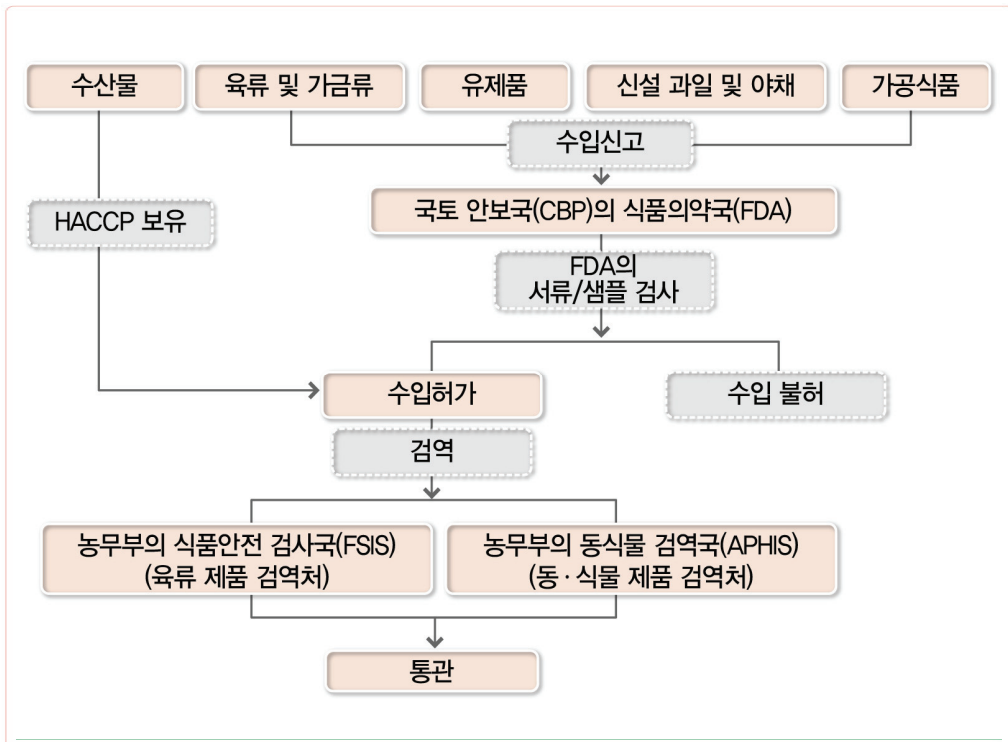 수산물
육류 및 가금류
유제품
신설 과일 및 야채
가공식품
수입신고
국토 안보국(CBP)의 식품의약국(FDA)
HACCP 보유
FDA의
서류/샘플 검사
수입허가
수입 불허
검역
농무부의 식품안전 검사국(FSIS)
(육류 제품 검역처)
농무부의 동식물 검역국(APHIS)
(동·식물 제품 검역처)
통관